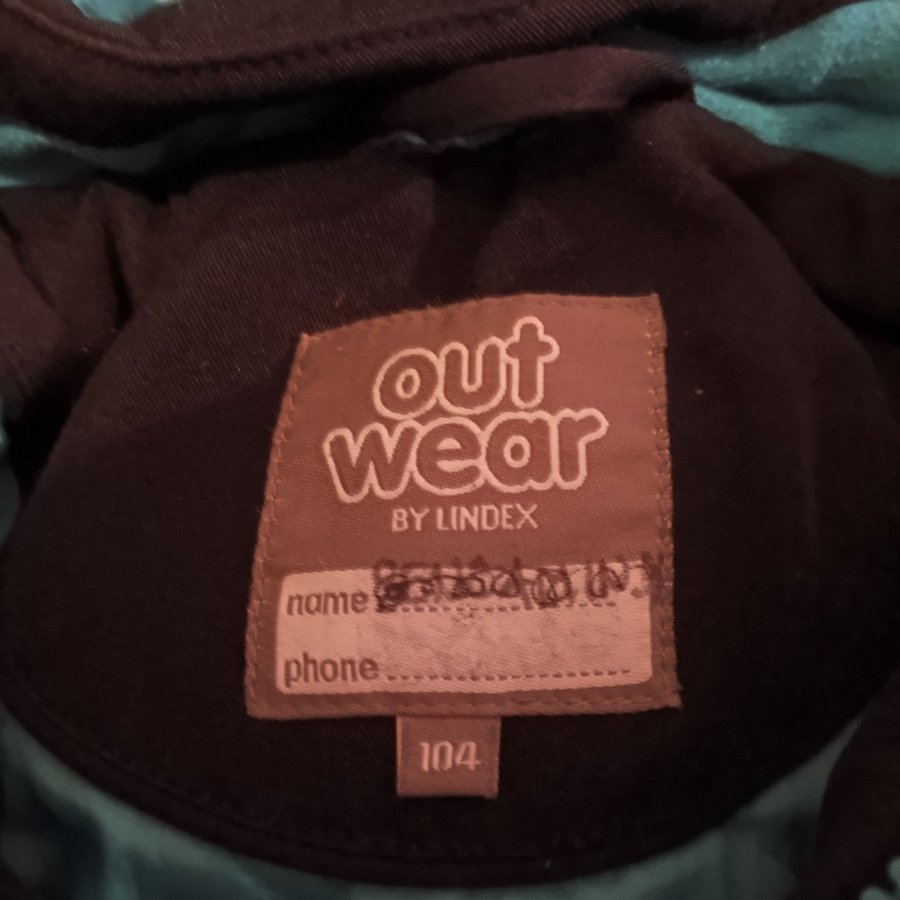 out
wear
BY LINDEX
name
phone
104